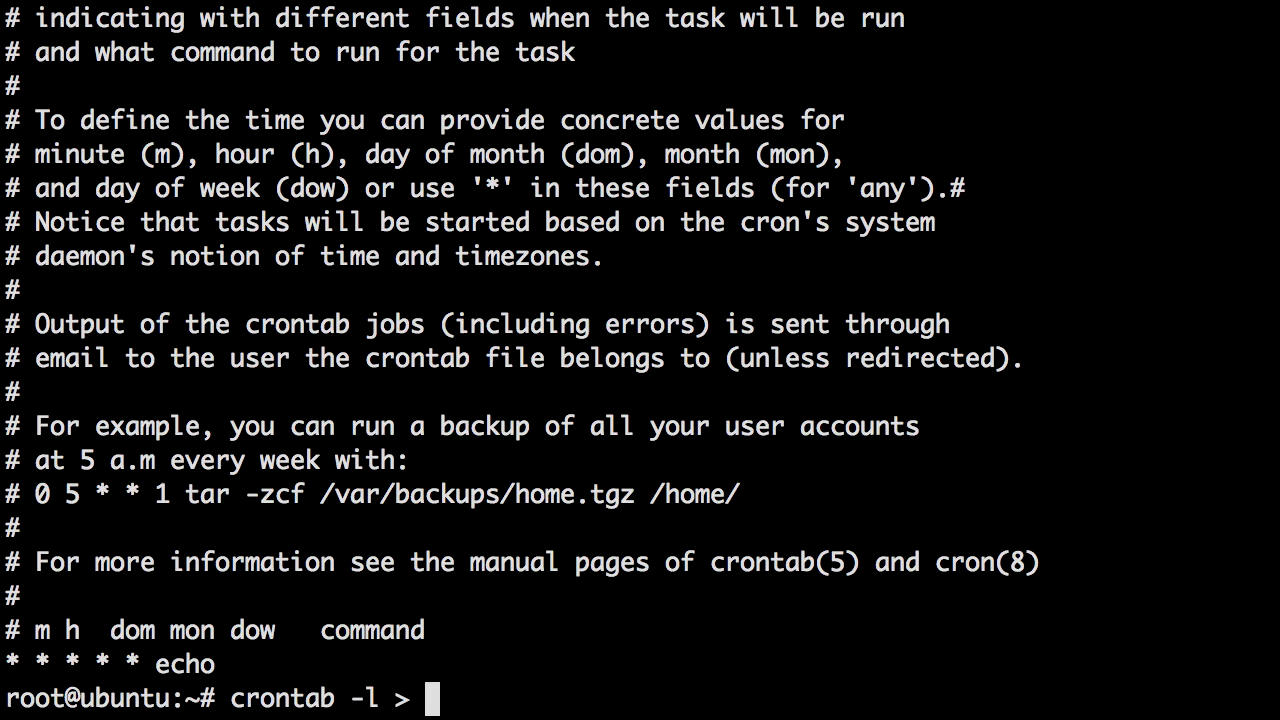 # indicating with different fields when the task will be run
# and what command to run for the task
#
# To define the time you can provide concrete values for
# minute (m), hour (h), day of month (dom), month (mon),
# and day of week (dow) or use '*' in these fields (for 'any').#
# Notice that tasks will be started based on the cron's system
# daemon's notion of time and timezones.
#
# Output of the crontab jobs (including errors) is sent through
# email to the user the crontab file belongs to (unless redirected).
#
# For example, you can run a backup of all your user accounts
# at 5 a.m every week with:
# 0 5 * * 1 tar -zcf /var/backups/home.tgz /home/
#
# For more information see the manual pages of crontab(5) and cron(8)
#
# m h  dom mon dow   command
* * * * * echo
root@ubuntu:~# crontab -l >